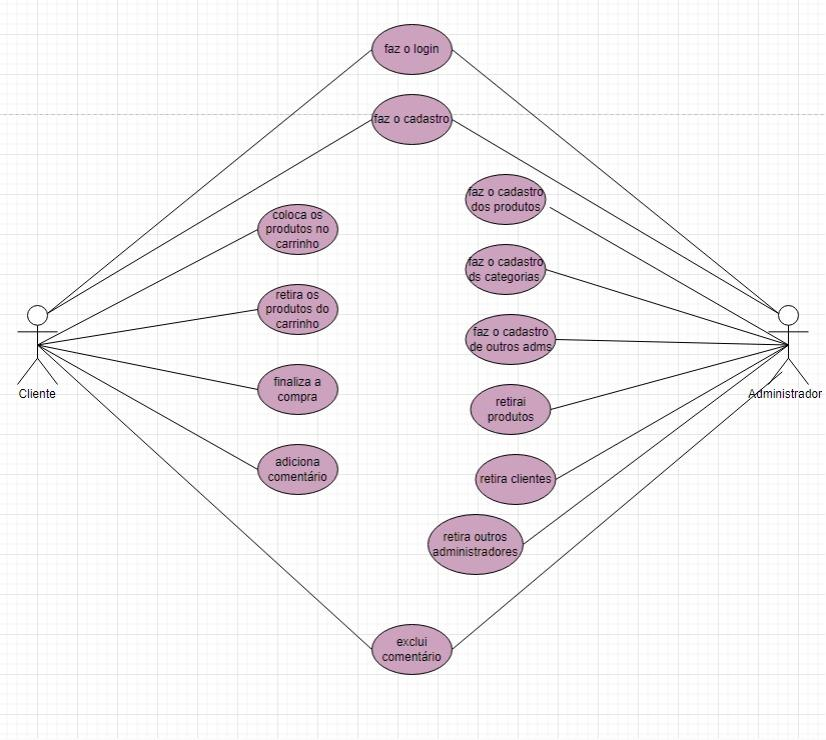 faz o login
faz o cadastro
faz o cadastro
dos produtos
coloca os
produtos no
carrinho
faz o cadastro
ds categorias
retira os
produtos do
carrinho
faz o cadastro
de outros adms
finaliza a
compra
Cliente
Administrador
retirai
produtos
adiciona
comentário
retira clientes
retira outros
administradores
exclui
comentário